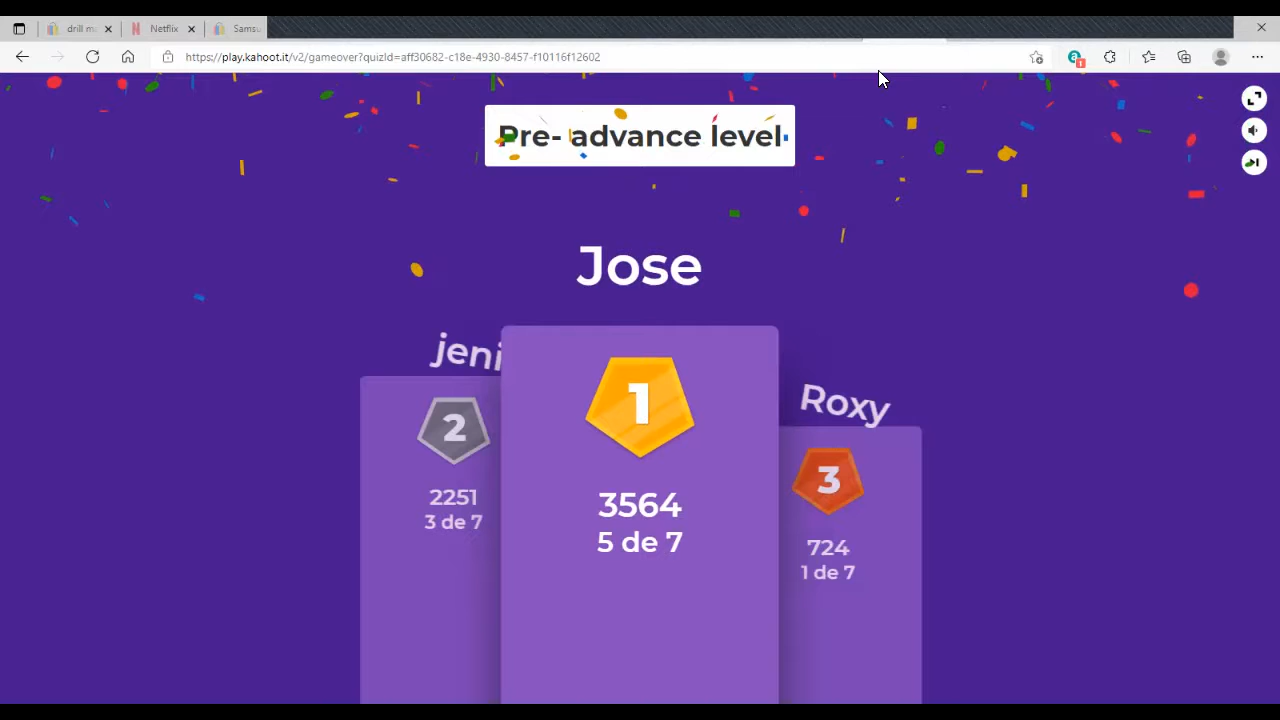 drill m
Netflix
Samsu
https://play.kahoot.it/v2/gameover?quizId=aff30682-c18e-4930-8457-f10116f12602
1
Pre- advance level
Jose
jeni
Roxy
1
2
3
3564
5 de 7
2251
3 de 7
724
1 de 7